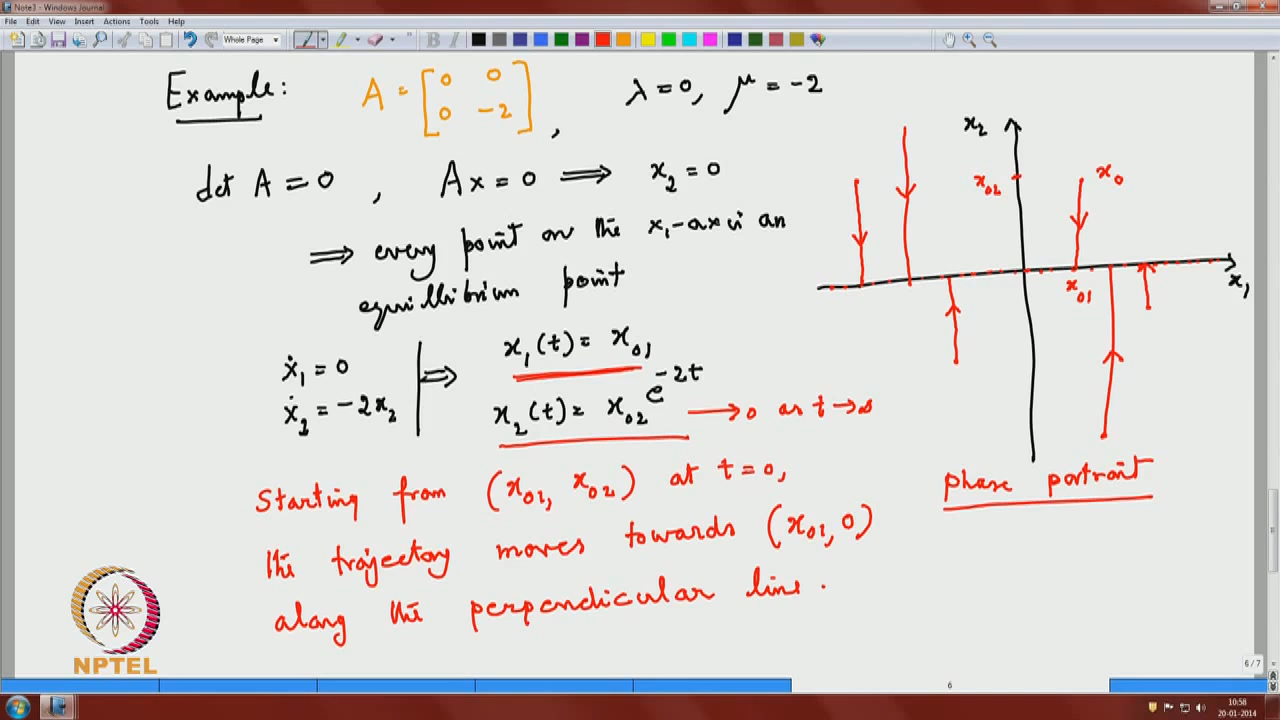 Note3 - Windows Journal
File Edit View Insert Actions Tools Help
Whole Page
Example: A = [0 0
0 -2], λ = 0, μ = -2
det A = 0, Ax = 0 ⟹ x₂ = 0
⟹ every point on the x₁-axis is an
equillibrium point
ẋ₁ = 0
ẋ₂ = -2x₂
⟹ x₁(t) = x₀₁
x₂(t) = x₀₂ e^{-2t} ⟶ 0 as t → ∞
Starting from (x₀₁, x₀₂) at t = 0,
the trajectory moves towards (x₀₁, 0)
along the perpendicular line.
x₂
x₀₂
x₀
x₀₁
x₁
phase portrait
NPTEL
6 / 7
6
10:58
20-01-2014